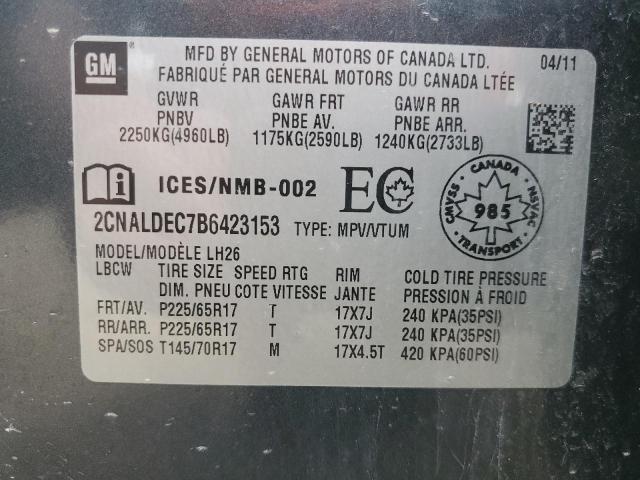 GM
MFD BY GENERAL MOTORS OF CANADA LTD. 04/11
FABRIQUÉ PAR GENERAL MOTORS DU CANADA LTÉE
GVWR GAWR FRT GAWR RR
PNBV PNBE AV. PNBE ARR.
2250KG(4960LB) 1175KG(2590LB) 1240KG(2733LB)
i ICES/NMB-002 EC
CANADA
CMVSS NSVAC
985
TRANSPORT
2CNALDEC7B6423153 TYPE: MPV/VTUM
MODEL/MODÈLE LH26
LBCW TIRE SIZE SPEED RTG RIM COLD TIRE PRESSURE
DIM. PNEU COTE VITESSE JANTE PRESSION À FROID
FRT/AV. P225/65R17 T 17X7J 240 KPA(35PSI)
RR/ARR. P225/65R17 T 17X7J 240 KPA(35PSI)
SPA/SOS T145/70R17 M 17X4.5T 420 KPA(60PSI)